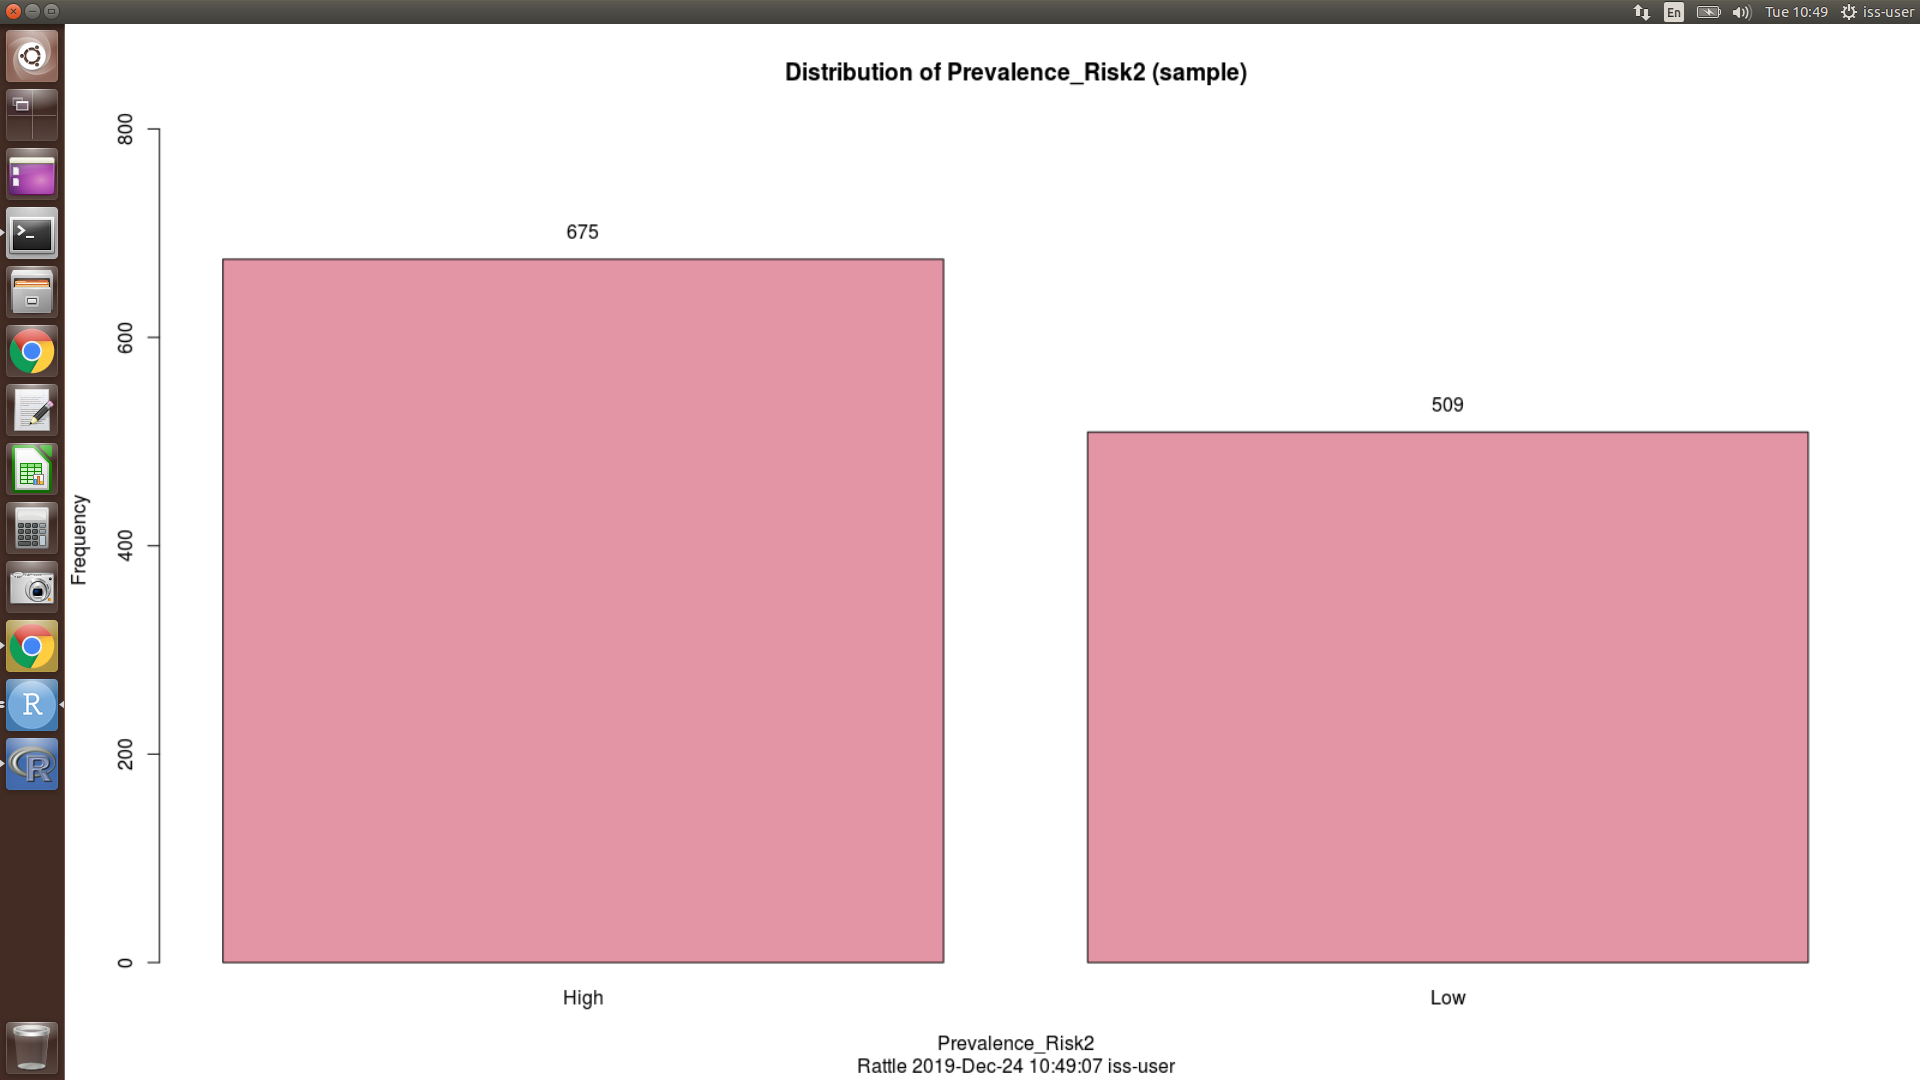 En Tue 10:49 iss-user
Distribution of Prevalence_Risk2 (sample)
800
600
400
200
0
Frequency
675
509
High
Low
Prevalence_Risk2
Rattle 2019-Dec-24 10:49:07 iss-user